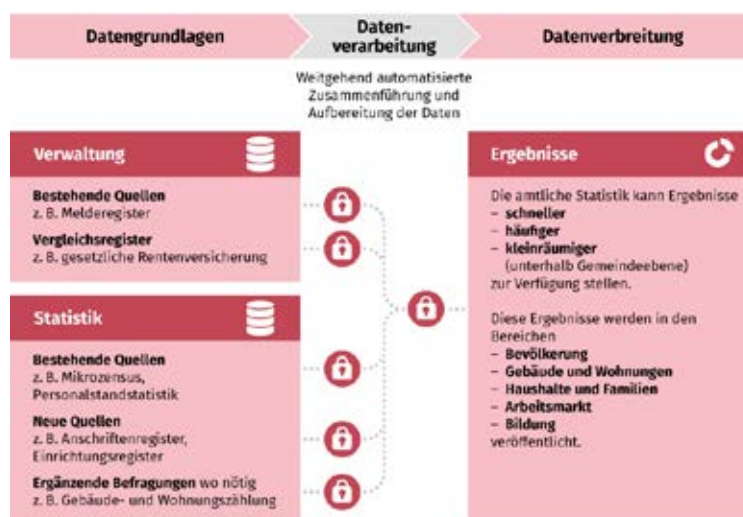 Datengrundlagen
Daten-
verarbeitung
Datenverbreitung
Weitgehend automatisierte
Zusammenführung und
Aufbereitung der Daten
Verwaltung
Bestehende Quellen
z. B. Melderegister
Vergleichsregister
z. B. gesetzliche Rentenversicherung
Statistik
Bestehende Quellen
z. B. Mikrozensus,
Personalstandstatistik
Neue Quellen
z. B. Anschriftenregister,
Einrichtungsregister
Ergänzende Befragungen wo nötig
z. B. Gebäude- und Wohnungszählung
Ergebnisse
Die amtliche Statistik kann Ergebnisse
– schneller
– häufiger
– kleinräumiger
(unterhalb Gemeindeebene)
zur Verfügung stellen.
Diese Ergebnisse werden in den
Bereichen
– Bevölkerung
– Gebäude und Wohnungen
– Haushalte und Familien
– Arbeitsmarkt
– Bildung
veröffentlicht.